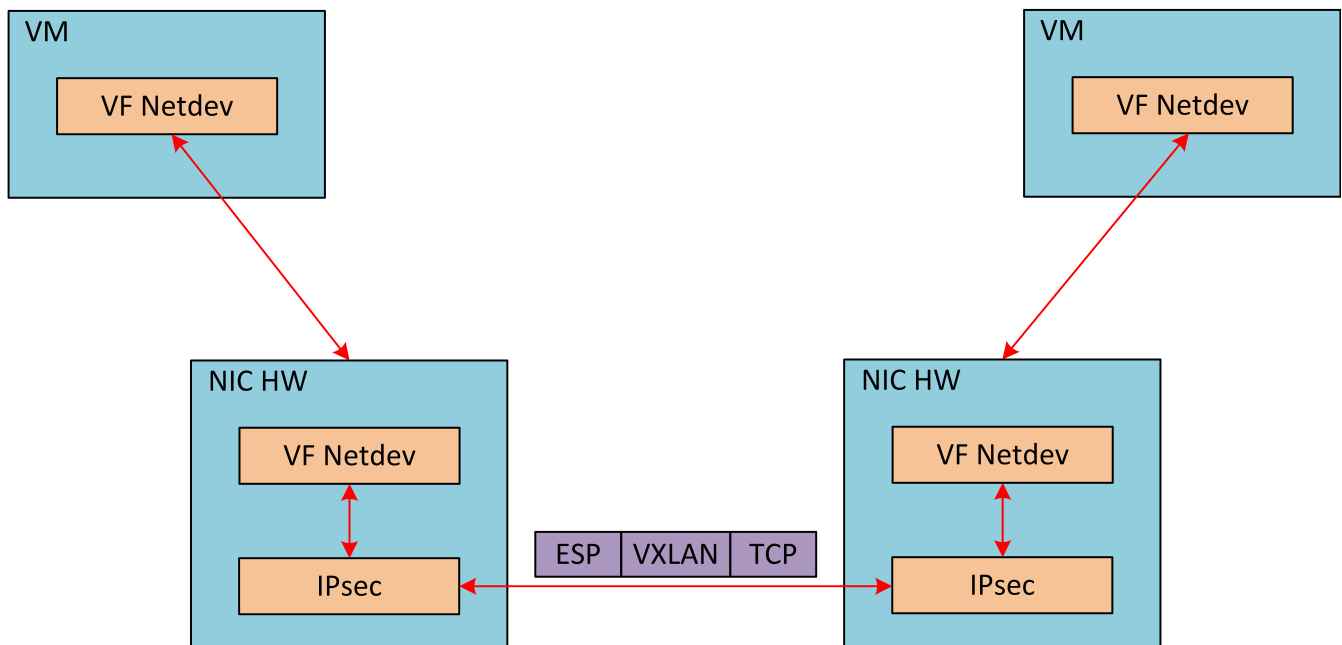 VM
VF Netdev
VM
VF Netdev
NIC HW
VF Netdev
IPsec
ESP VXLAN TCP
NIC HW
VF Netdev
IPsec